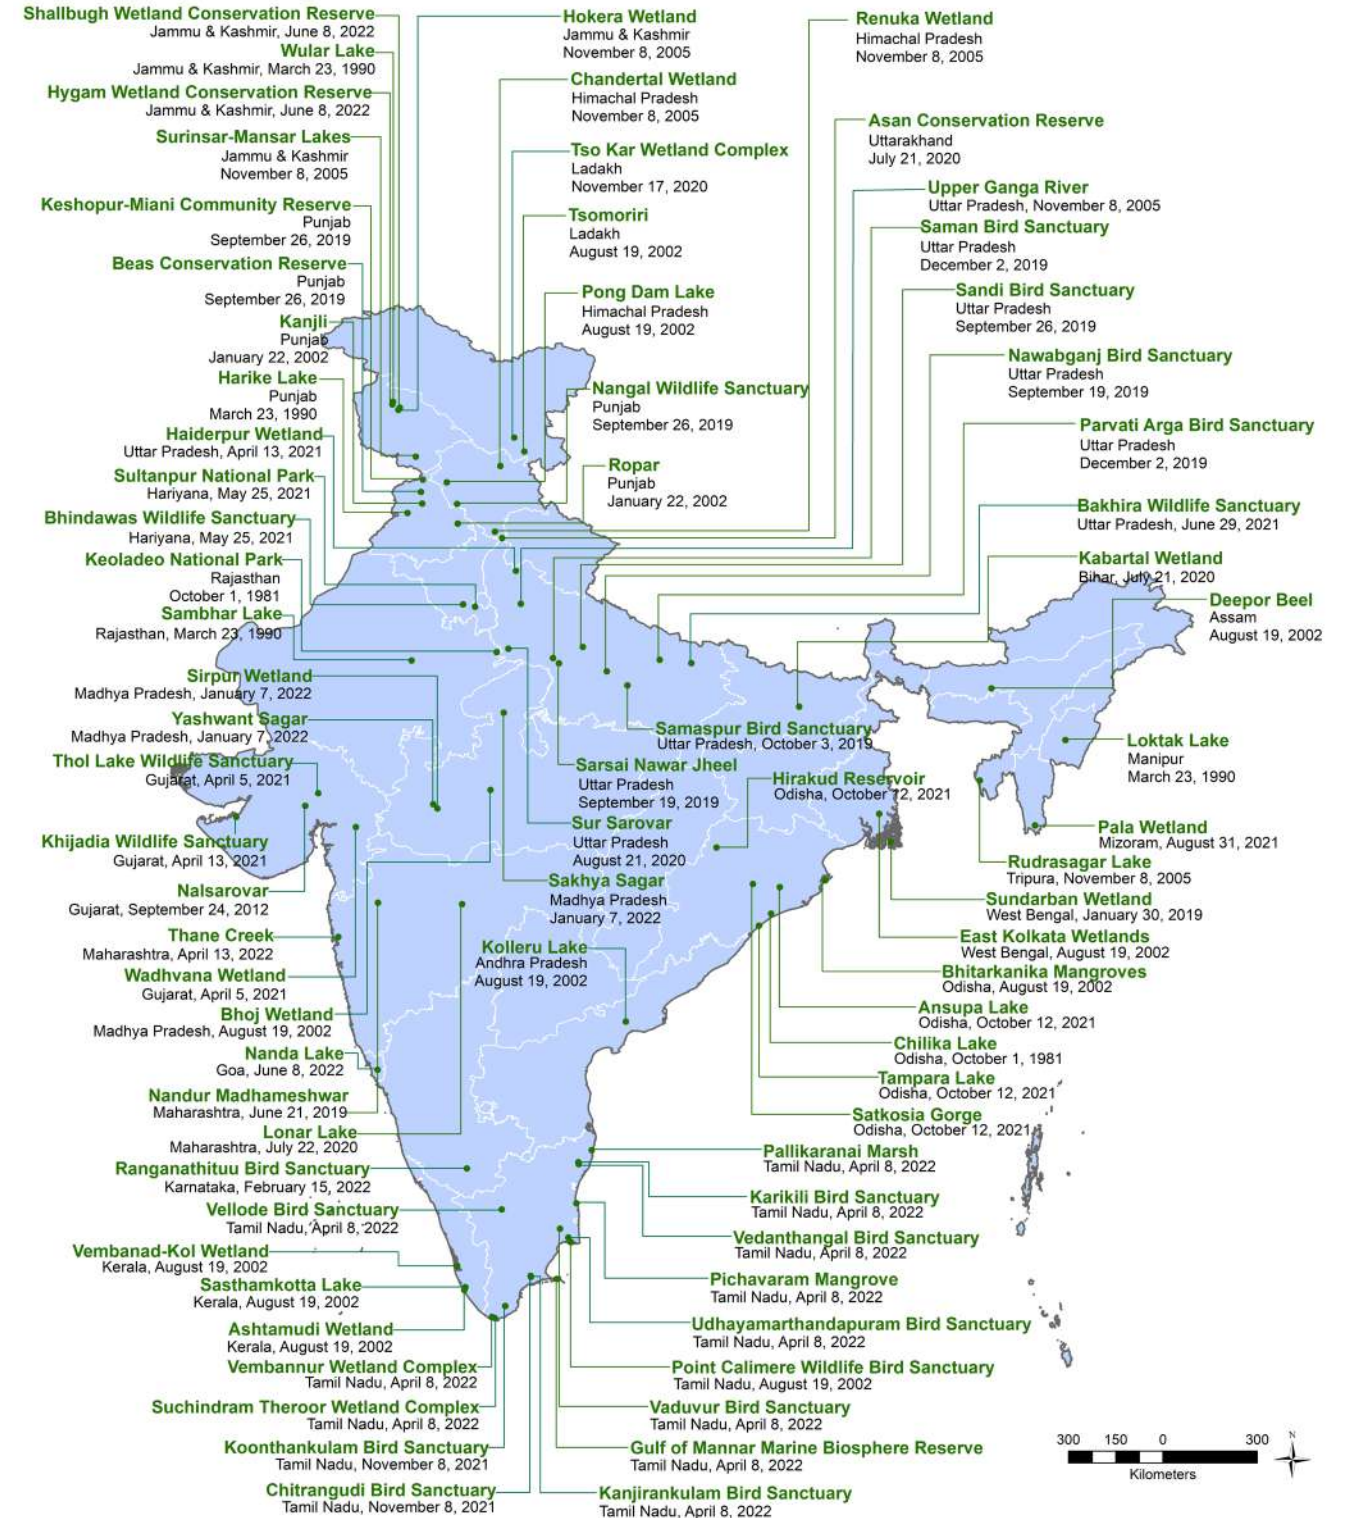 Shallbugh Wetland Conservation Reserve
Jammu & Kashmir, June 8, 2022
Wular Lake
Jammu & Kashmir, March 23, 1990
Hygam Wetland Conservation Reserve
Jammu & Kashmir, June 8, 2022
Surinsar-Mansar Lakes
Jammu & Kashmir
November 8, 2005
Keshopur-Miani Community Reserve
Punjab
September 26, 2019
Beas Conservation Reserve
Punjab
September 26, 2019
Kanjli
Punjab
January 22, 2002
Harike Lake
Punjab
March 23, 1990
Haiderpur Wetland
Uttar Pradesh, April 13, 2021
Sultanpur National Park
Hariyana, May 25, 2021
Bhindawas Wildlife Sanctuary
Hariyana, May 25, 2021
Keoladeo National Park
Rajasthan
October 1, 1981
Sambhar Lake
Rajasthan, March 23, 1990
Sirpur Wetland
Madhya Pradesh, January 7, 2022
Yashwant Sagar
Madhya Pradesh, January 7, 2022
Thol Lake Wildlife Sanctuary
Gujarat, April 5, 2021
Khijadia Wildlife Sanctuary
Gujarat, April 13, 2021
Nalsarovar
Gujarat, September 24, 2012
Thane Creek
Maharashtra, April 13, 2022
Wadhvana Wetland
Gujarat, April 5, 2021
Bhoj Wetland
Madhya Pradesh, August 19, 2002
Nanda Lake
Goa, June 8, 2022
Nandur Madhameshwar
Maharashtra, June 21, 2019
Lonar Lake
Maharashtra, July 22, 2020
Ranganathituu Bird Sanctuary
Karnataka, February 15, 2022
Vellode Bird Sanctuary
Tamil Nadu, April 8, 2022
Vembanad-Kol Wetland
Kerala, August 19, 2002
Sasthamkotta Lake
Kerala, August 19, 2002
Ashtamudi Wetland
Kerala, August 19, 2002
Vembannur Wetland Complex
Tamil Nadu, April 8, 2022
Suchindram Theroor Wetland Complex
Tamil Nadu, April 8, 2022
Koonthankulam Bird Sanctuary
Tamil Nadu, November 8, 2021
Chitrangudi Bird Sanctuary
Tamil Nadu, November 8, 2021
Hokera Wetland
Jammu & Kashmir
November 8, 2005
Chandertal Wetland
Himachal Pradesh
November 8, 2005
Tso Kar Wetland Complex
Ladakh
November 17, 2020
Tsomoriri
Ladakh
August 19, 2002
Pong Dam Lake
Himachal Pradesh
August 19, 2002
Nangal Wildlife Sanctuary
Punjab
September 26, 2019
Ropar
Punjab
January 22, 2002
Renuka Wetland
Himachal Pradesh
November 8, 2005
Asan Conservation Reserve
Uttarakhand
July 21, 2020
Upper Ganga River
Uttar Pradesh, November 8, 2005
Saman Bird Sanctuary
Uttar Pradesh
December 2, 2019
Sandi Bird Sanctuary
Uttar Pradesh
September 26, 2019
Nawabganj Bird Sanctuary
Uttar Pradesh
September 19, 2019
Parvati Arga Bird Sanctuary
Uttar Pradesh
December 2, 2019
Bakhira Wildlife Sanctuary
Uttar Pradesh, June 29, 2021
Kabartal Wetland
Bihar, July 21, 2020
Deepor Beel
Assam
August 19, 2002
Samaspur Bird Sanctuary
Uttar Pradesh, October 3, 2019
Sarsai Nawar Jheel
Uttar Pradesh
September 19, 2019
Hirakud Reservoir
Odisha, October 12, 2021
Sur Sarovar
Uttar Pradesh
August 21, 2020
Sakhya Sagar
Madhya Pradesh
January 7, 2022
Kolleru Lake
Andhra Pradesh
August 19, 2002
Loktak Lake
Manipur
March 23, 1990
Pala Wetland
Mizoram, August 31, 2021
Rudrasagar Lake
Tripura, November 8, 2005
Sundarban Wetland
West Bengal, January 30, 2019
East Kolkata Wetlands
West Bengal, August 19, 2002
Bhitarkanika Mangroves
Odisha, August 19, 2002
Ansupa Lake
Odisha, October 12, 2021
Chilika Lake
Odisha, October 1, 1981
Tampara Lake
Odisha, October 12, 2021
Satkosia Gorge
Odisha, October 12, 2021
Pallikaranai Marsh
Tamil Nadu, April 8, 2022
Karikili Bird Sanctuary
Tamil Nadu, April 8, 2022
Vedanthangal Bird Sanctuary
Tamil Nadu, April 8, 2022
Pichavaram Mangrove
Tamil Nadu, April 8, 2022
Udhayamarthandapuram Bird Sanctuary
Tamil Nadu, April 8, 2022
Point Calimere Wildlife Bird Sanctuary
Tamil Nadu, August 19, 2002
Vaduvur Bird Sanctuary
Tamil Nadu, April 8, 2022
Gulf of Mannar Marine Biosphere Reserve
Tamil Nadu, April 8, 2022
Kanjirankulam Bird Sanctuary
Tamil Nadu, April 8, 2022
300 150 0 300
Kilometers
N